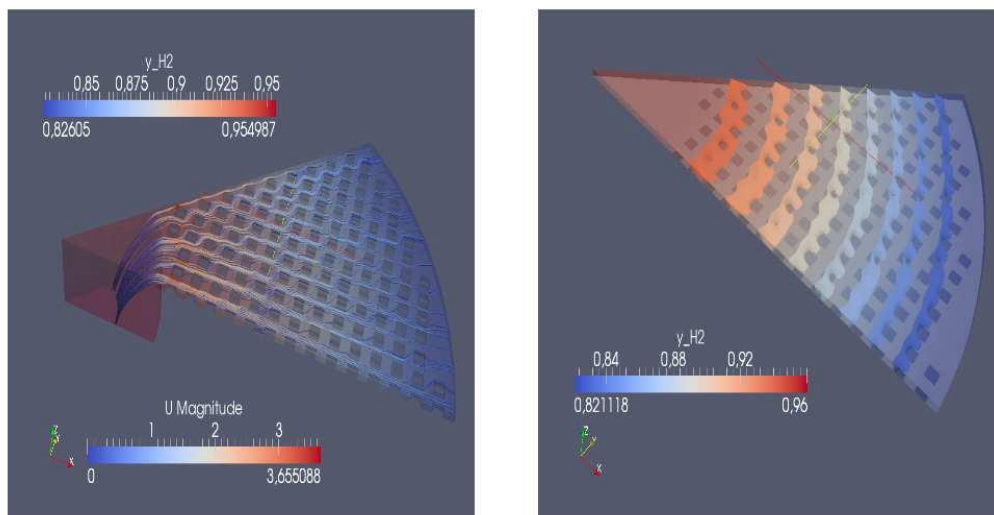 y_H2
0,85 0,875 0,9 0,925 0,95
0,82605 0,954987
U Magnitude
1 2 3
0 3,655088
Z
Y
X
y_H2
0,84 0,88 0,92
0,821118 0,96
Z
Y
X